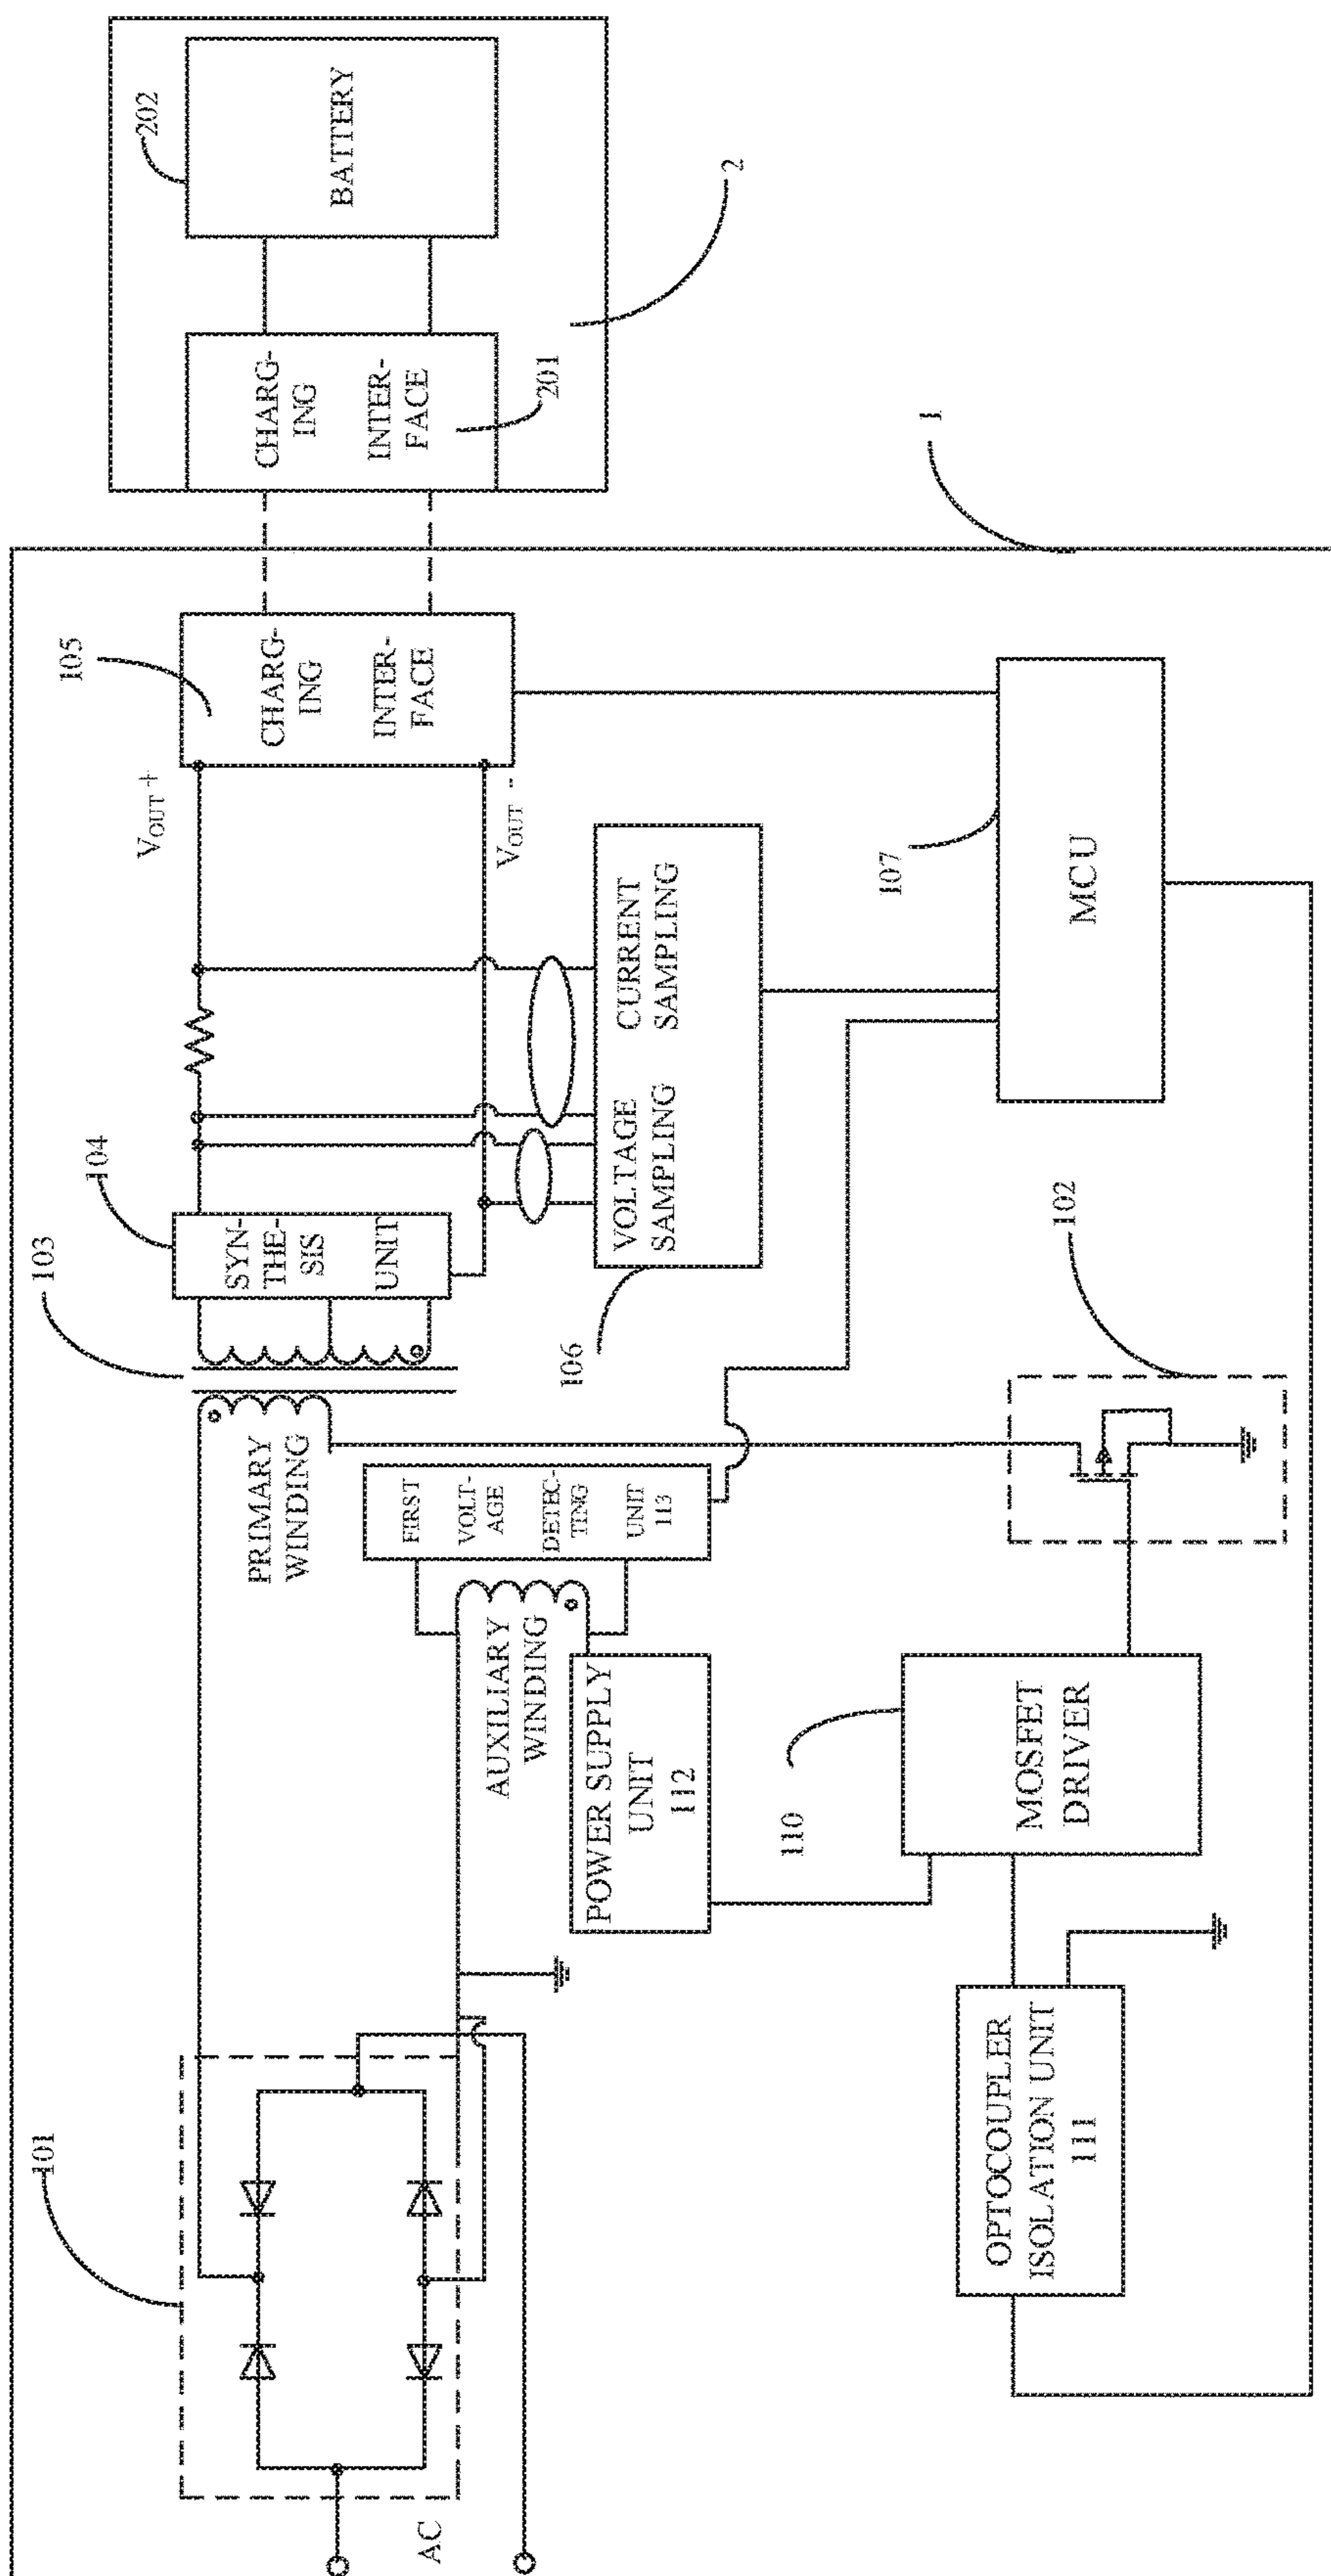 AC
101
PRIMARY
WINDING
103
SYN-
THE-
SIS
UNIT
104
V_OUT +
V_OUT -
105
CHARG-
ING
INTER-
FACE
CHARG-
ING
INTER-
FACE
201
BATTERY
202
2
1
AUXILIARY
WINDING
FIRST
VOLT-
AGE
DETEC-
TING
UNIT
113
POWER SUPPLY
UNIT
112
VOLTAGE
SAMPLING
CURRENT
SAMPLING
106
107
MCU
102
110
MOSFET
DRIVER
OPTOCOUPLER
ISOLATION UNIT
111